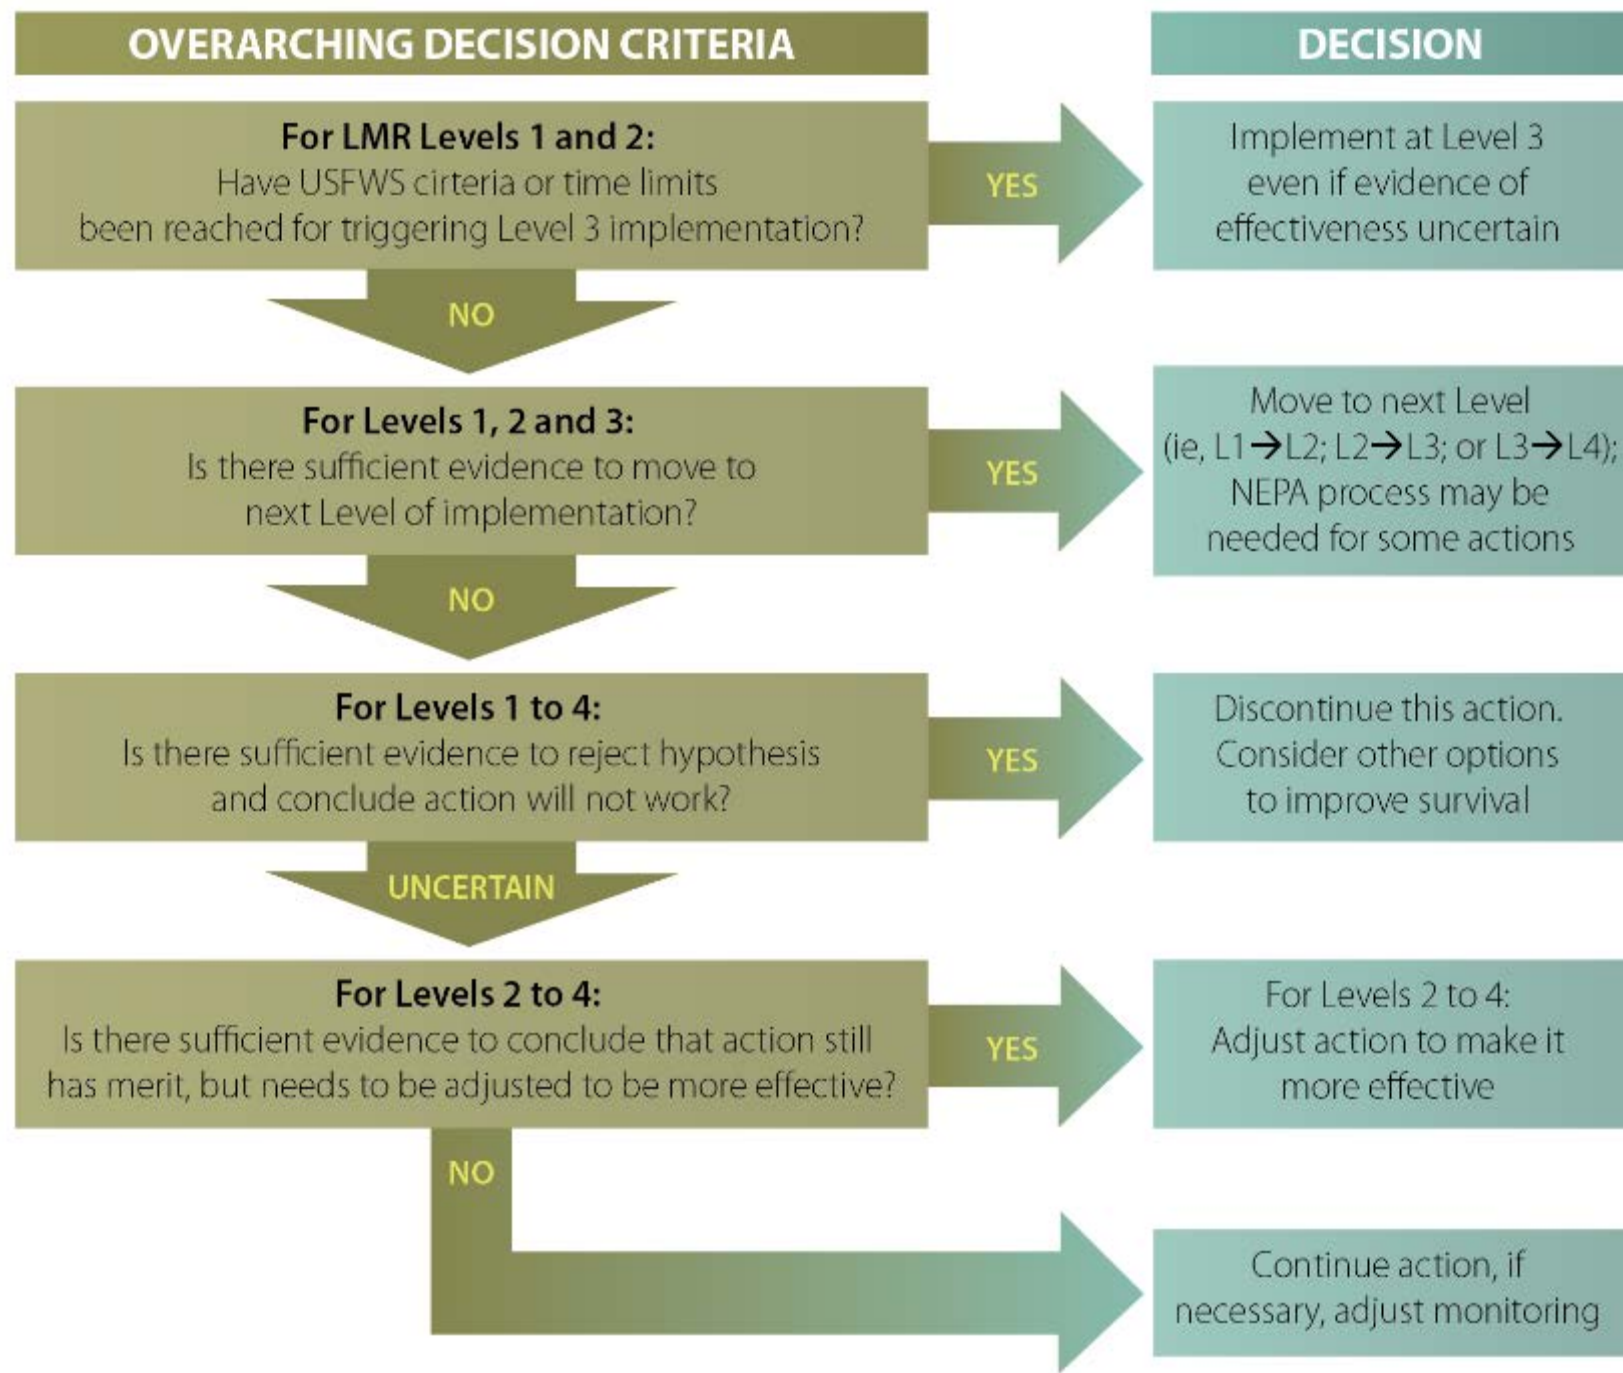 OVERARCHING DECISION CRITERIA
DECISION
For LMR Levels 1 and 2:
Have USFWS cirteria or time limits
been reached for triggering Level 3 implementation?
YES
Implement at Level 3
even if evidence of
effectiveness uncertain
NO
For Levels 1, 2 and 3:
Is there sufficient evidence to move to
next Level of implementation?
YES
Move to next Level
(ie, L1→L2; L2→L3; or L3→L4);
NEPA process may be
needed for some actions
NO
For Levels 1 to 4:
Is there sufficient evidence to reject hypothesis
and conclude action will not work?
YES
Discontinue this action.
Consider other options
to improve survival
UNCERTAIN
For Levels 2 to 4:
Is there sufficient evidence to conclude that action still
has merit, but needs to be adjusted to be more effective?
YES
For Levels 2 to 4:
Adjust action to make it
more effective
NO
Continue action, if
necessary, adjust monitoring